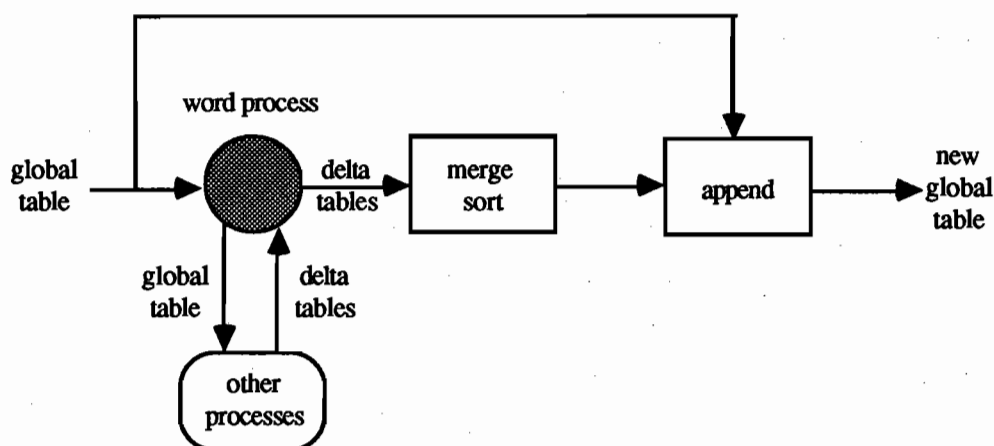 word process
global
table
delta
tables
merge
sort
append
new
global
table
global
table
delta
tables
other
processes